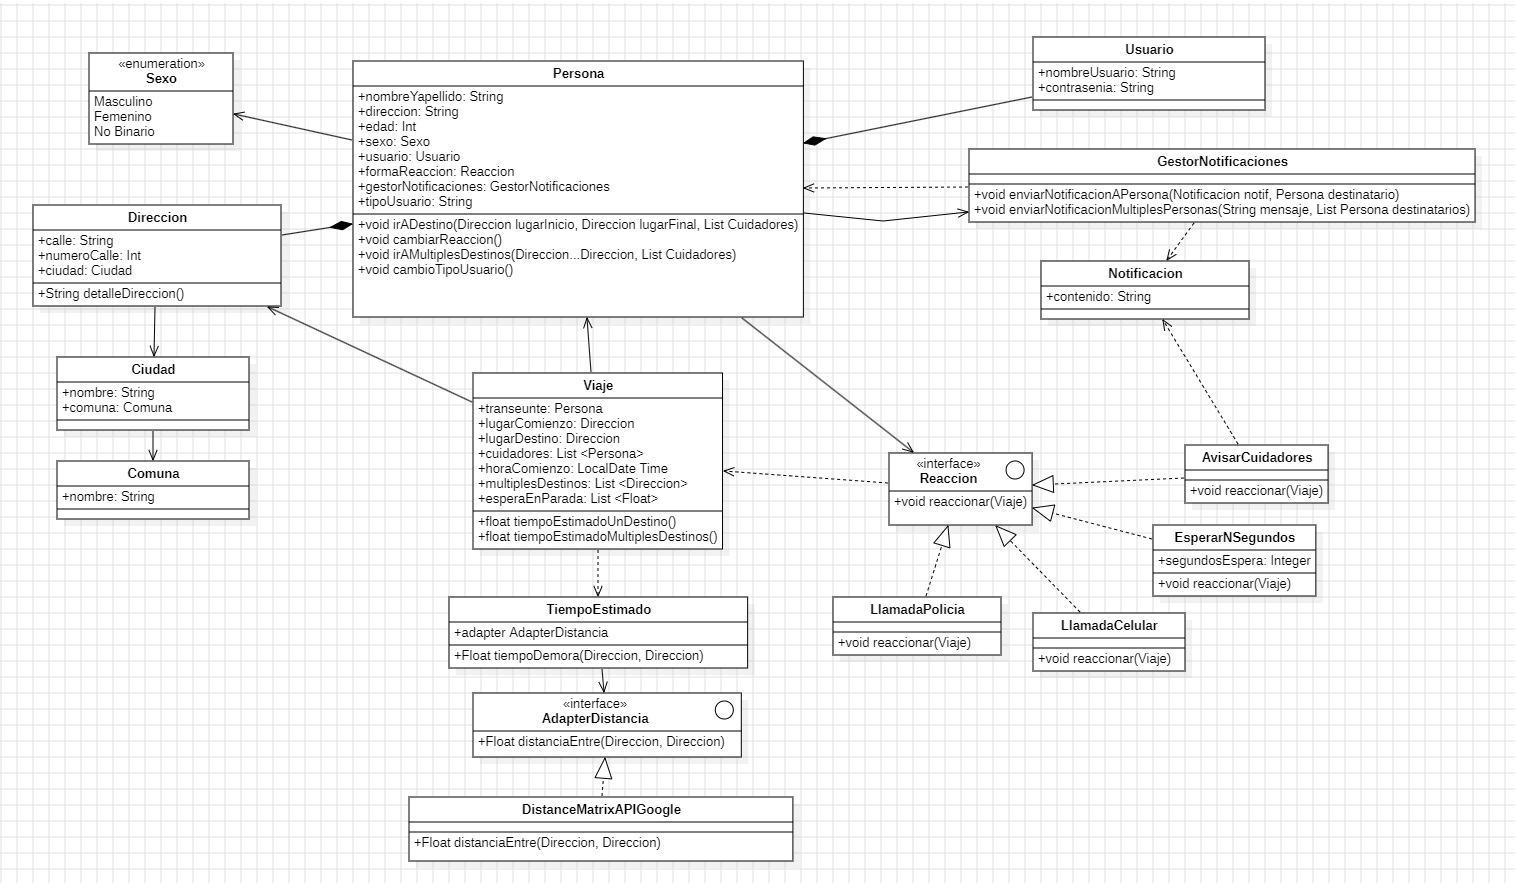 «enumeration»
Sexo
Masculino
Femenino
No Binario
Persona
+nombreYapellido: String
+direccion: String
+edad: Int
+sexo: Sexo
+usuario: Usuario
+formaReaccion: Reaccion
+gestorNotificaciones: GestorNotificaciones
+tipoUsuario: String
+void irADestino(Direccion lugarInicio, Direccion lugarFinal, List Cuidadores)
+void cambiarReaccion()
+void irAMultiplesDestinos(Direccion...Direccion, List Cuidadores)
+void cambioTipoUsuario()
Usuario
+nombreUsuario: String
+contrasenia: String
GestorNotificaciones
+void enviarNotificacionAPersona(Notificacion notif, Persona destinatario)
+void enviarNotificacionMultiplesPersonas(String mensaje, List Persona destinatarios)
Direccion
+calle: String
+numeroCalle: Int
+ciudad: Ciudad
+String detalleDireccion()
Notificacion
+contenido: String
Ciudad
+nombre: String
+comuna: Comuna
Comuna
+nombre: String
Viaje
+transeunte: Persona
+lugarComienzo: Direccion
+lugarDestino: Direccion
+cuidadores: List <Persona>
+horaComienzo: LocalDate Time
+multiplesDestinos: List <Direccion>
+esperaEnParada: List <Float>
+float tiempoEstimadoUnDestino()
+float tiempoEstimadoMultiplesDestinos()
«interface»
Reaccion
+void reaccionar(Viaje)
AvisarCuidadores
+void reaccionar(Viaje)
EsperarNSegundos
+segundosEspera: Integer
+void reaccionar(Viaje)
LlamadaPolicia
+void reaccionar(Viaje)
LlamadaCelular
+void reaccionar(Viaje)
TiempoEstimado
+adapter AdapterDistancia
+Float tiempoDemora(Direccion, Direccion)
«interface»
AdapterDistancia
+Float distanciaEntre(Direccion, Direccion)
DistanceMatrixAPIGoogle
+Float distanciaEntre(Direccion, Direccion)